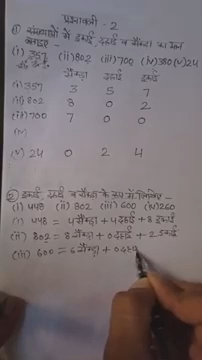 प्रश्नावली - 2
① संख्याओं में इकाई, दहाई व सैंकड़ा का मान
बताइए -
(i) 357 (ii) 802 (iii) 700 (iv) 380 (v) 24
सैंकड़ा दहाई इकाई
(i) 357 3 5 7
(ii) 802 8 0 2
(iii) 700 7 0 0
(iv)
(v) 24 0 2 4
② इकाई, दहाई व सैंकड़ा के रूप में लिखिए -
(i) 448 (ii) 802 (iii) 600 (iv) 260
(i) 448 = 4 सैंकड़ा + 4 दहाई + 8 इकाई
(ii) 802 = 8 सैंकड़ा + 0 दहाई + 2 इकाई
(iii) 600 = 6 सैंकड़ा + 0